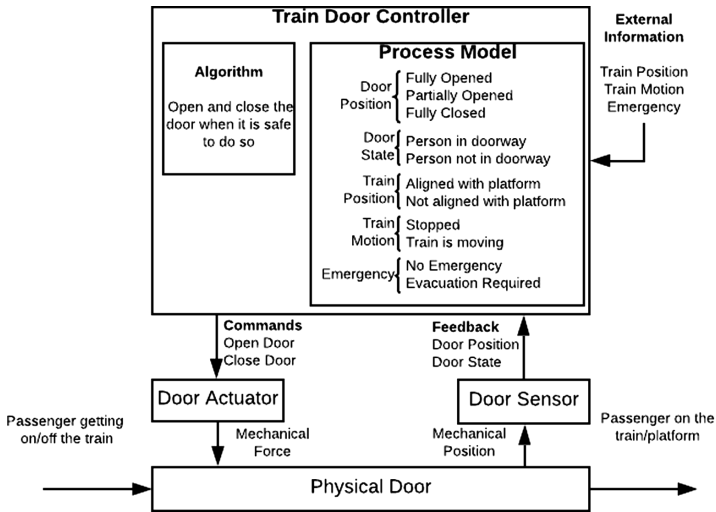 Train Door Controller
External
Information
Train Position
Train Motion
Emergency
Algorithm
Open and close the
door when it is safe
to do so
Process Model
Door
Position
Fully Opened
Partially Opened
Fully Closed
Door
State
Person in doorway
Person not in doorway
Train
Position
Aligned with platform
Not aligned with platform
Train
Motion
Stopped
Train is moving
Emergency
No Emergency
Evacuation Required
Commands
Open Door
Close Door
Feedback
Door Position
Door State
Door Actuator
Door Sensor
Passenger getting
on/off the train
Mechanical
Force
Mechanical
Position
Passenger on the
train/platform
Physical Door